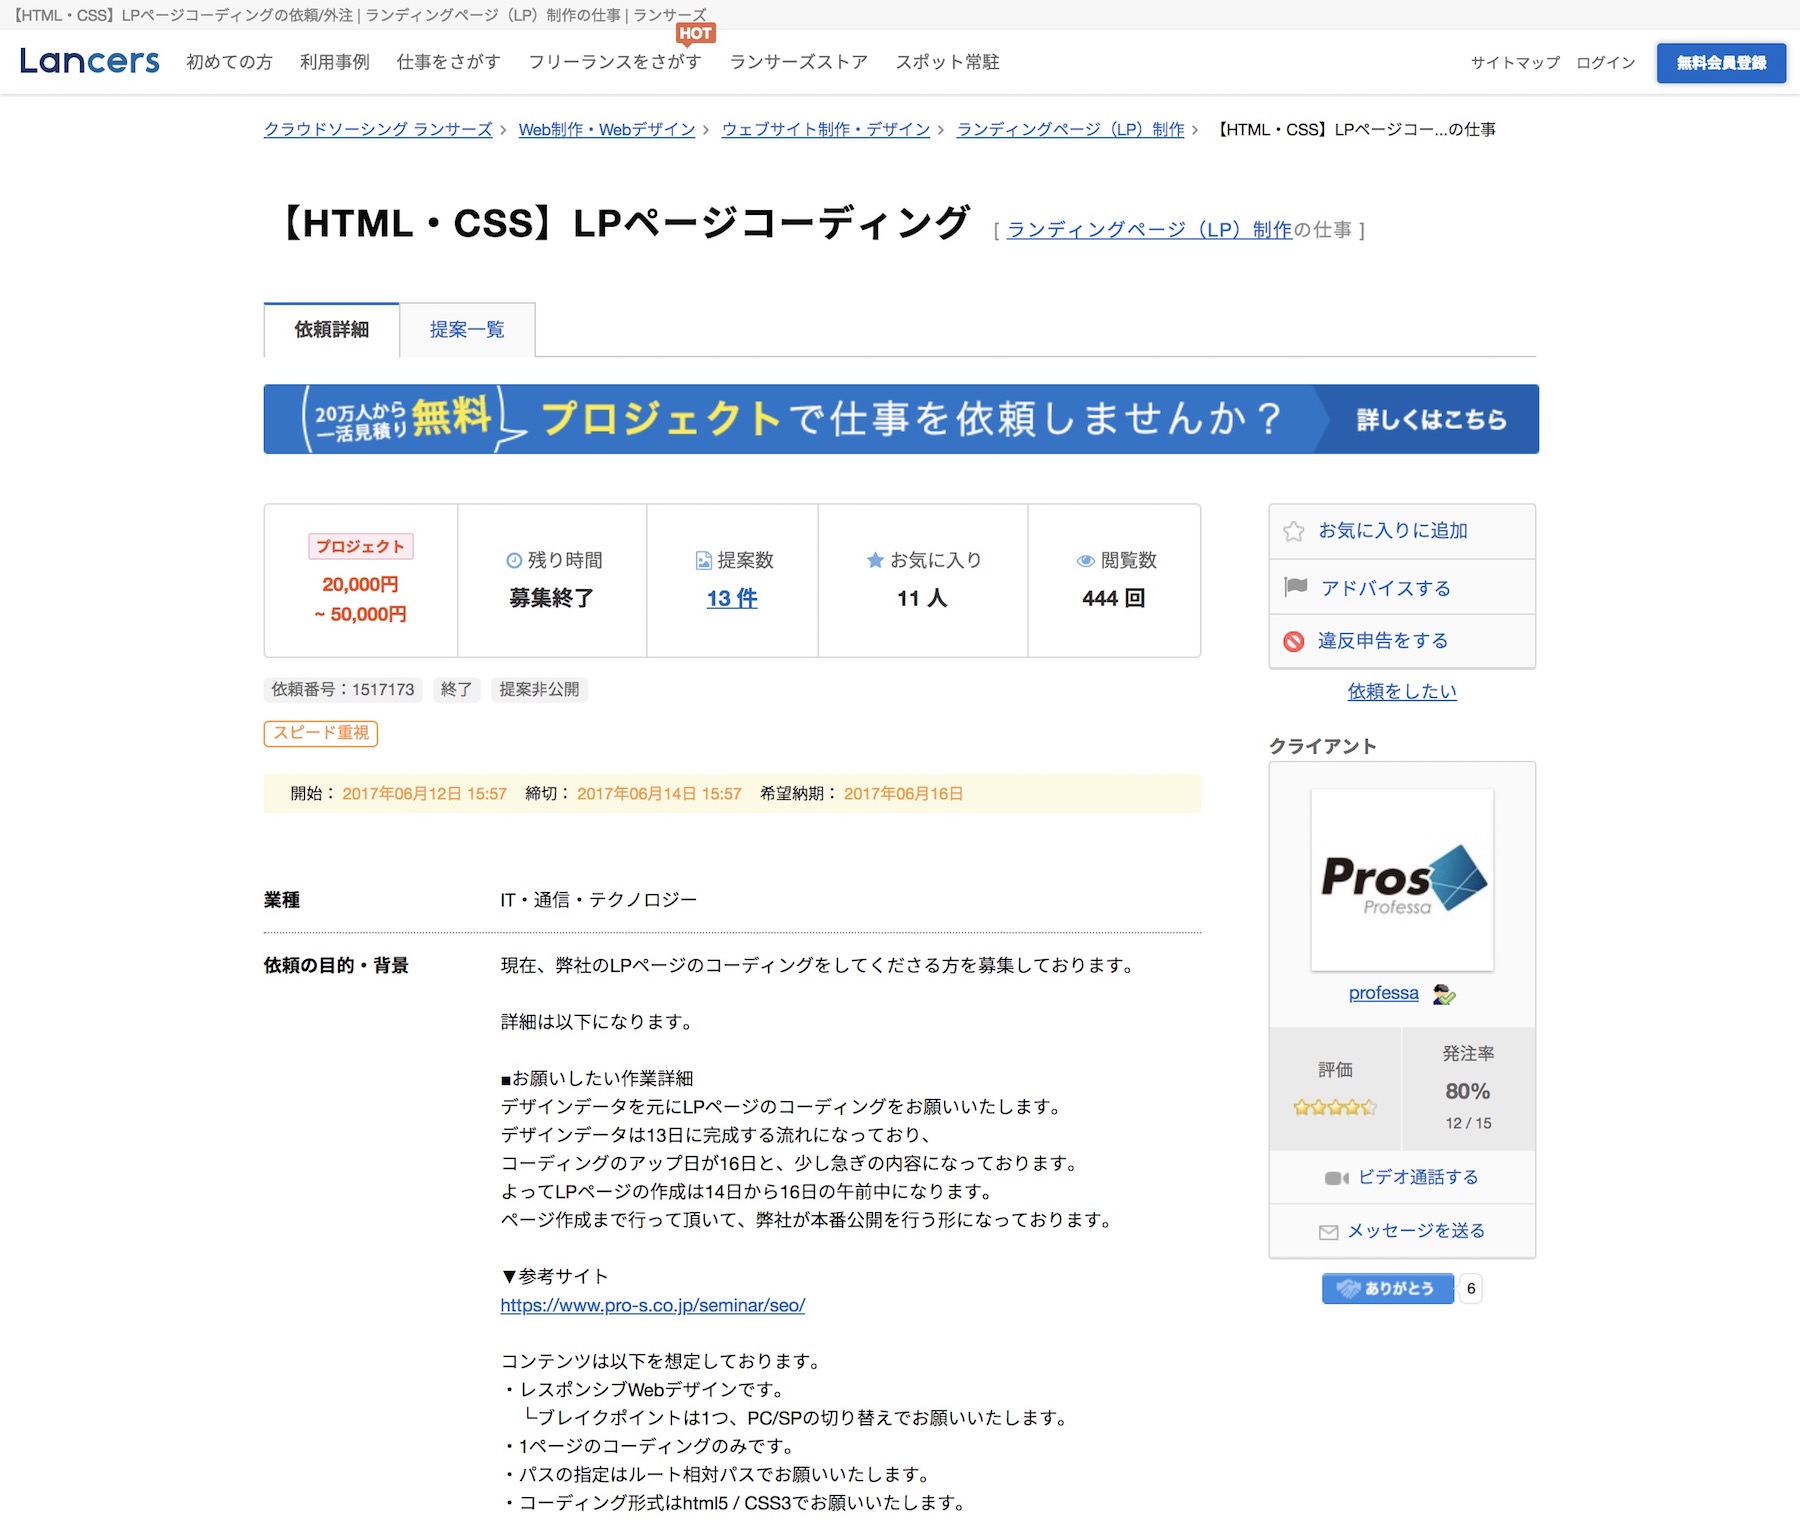 【HTML・CSS】LPページコーディングの依頼/外注 | ランディングページ（LP）制作の仕事 | ランサーズ
HOT
Lancers 初めての方 利用事例 仕事をさがす フリーランスをさがす ランサーズストア スポット常駐 サイトマップ ログイン 無料会員登録
クラウドソーシング ランサーズ > Web制作・Webデザイン > ウェブサイト制作・デザイン > ランディングページ（LP）制作 > 【HTML・CSS】LPページコー...の仕事
【HTML・CSS】LPページコーディング [ ランディングページ（LP）制作の仕事 ]
依頼詳細 提案一覧
20万人から一活見積り 無料 プロジェクトで仕事を依頼しませんか？ 詳しくはこちら
プロジェクト
20,000円
~ 50,000円
残り時間
募集終了
提案数
13 件
お気に入り
11 人
閲覧数
444 回
依頼番号：1517173 終了 提案非公開
スピード重視
開始： 2017年06月12日 15:57 締切： 2017年06月14日 15:57 希望納期： 2017年06月16日
業種 IT・通信・テクノロジー
依頼の目的・背景 現在、弊社のLPページのコーディングをしてくださる方を募集しております。
詳細は以下になります。
■お願いしたい作業詳細
デザインデータを元にLPページのコーディングをお願いいたします。
デザインデータは13日に完成する流れになっており、
コーディングのアップ日が16日と、少し急ぎの内容になっております。
よってLPページの作成は14日から16日の午前中になります。
ページ作成まで行って頂いて、弊社が本番公開を行う形になっております。
▼参考サイト
https://www.pro-s.co.jp/seminar/seo/
コンテンツは以下を想定しております。
・レスポンシブWebデザインです。
└ブレイクポイントは1つ、PC/SPの切り替えでお願いいたします。
・1ページのコーディングのみです。
・パスの指定はルート相対パスでお願いいたします。
・コーディング形式はhtml5 / CSS3でお願いいたします。
お気に入りに追加
アドバイスする
違反申告をする
依頼をしたい
クライアント
Pros
Professa
professa
評価
発注率
80%
12 / 15
ビデオ通話する
メッセージを送る
ありがとう 6